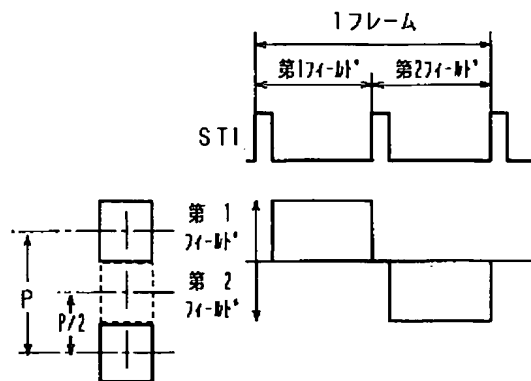 1フレーム
第1フィールド
第2フィールド
STI
第 1
フィールド
第 2
フィールド
P
P/2